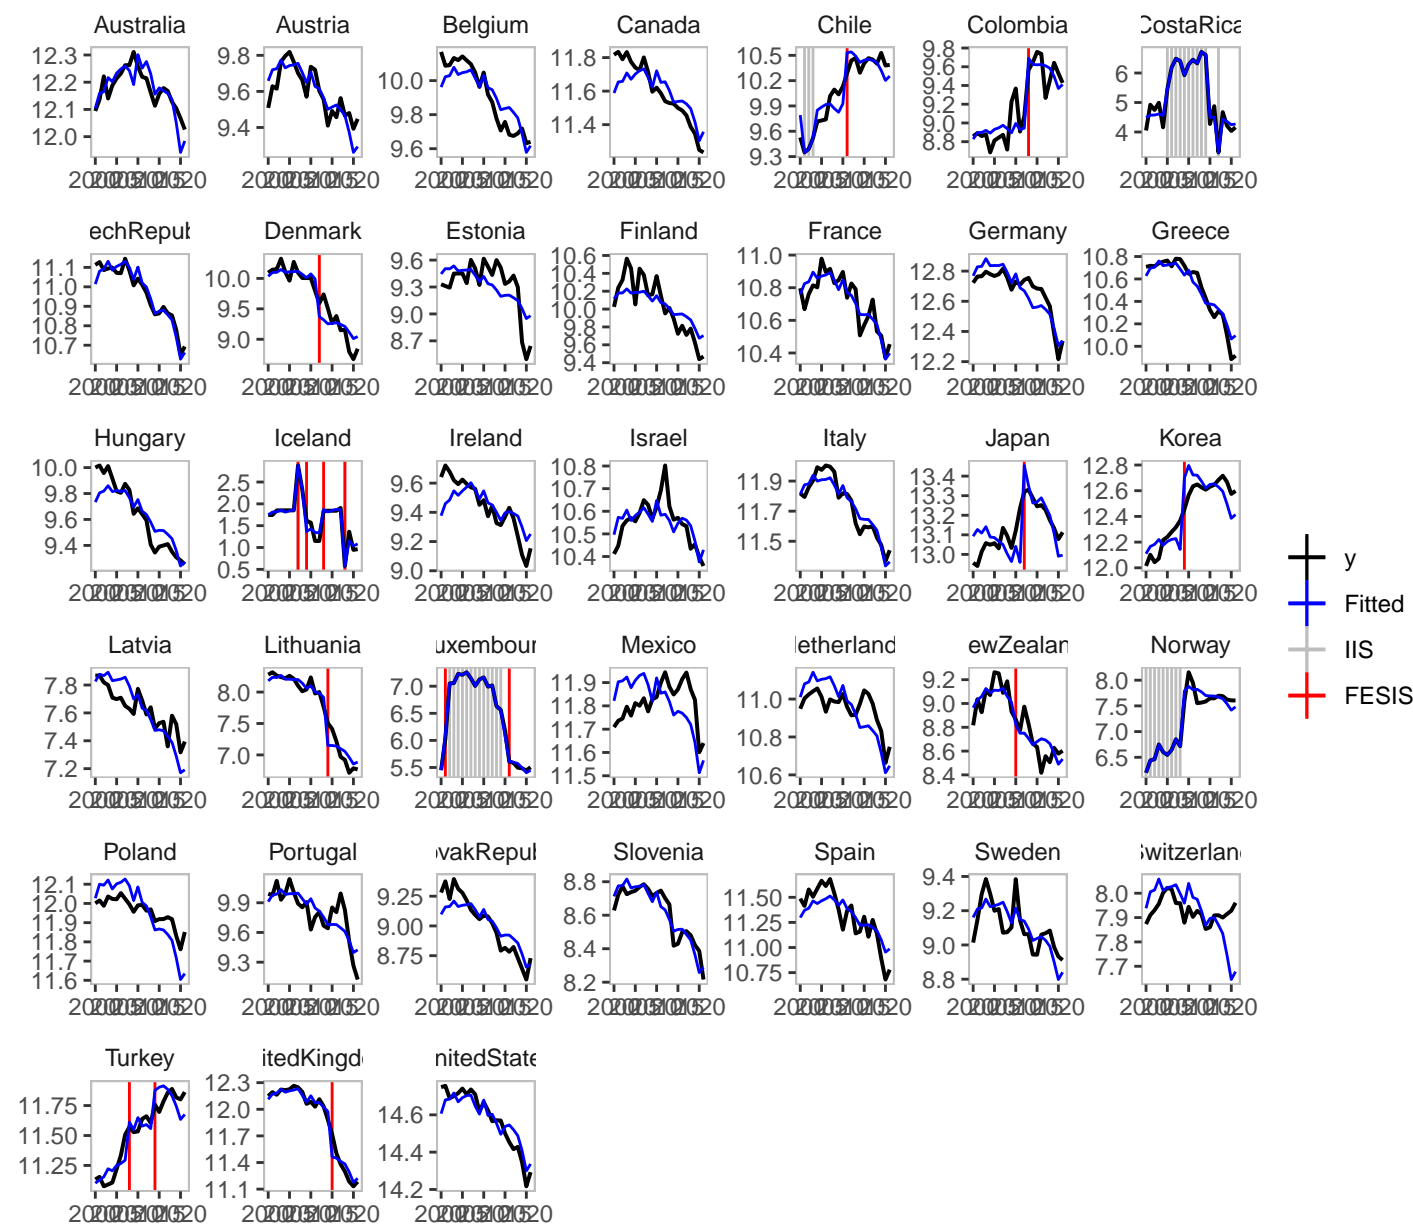 Australia Austria Belgium Canada Chile Colombia CostaRica
12.3 12.2 12.1 12.0
9.8 9.6 9.4
10.0 9.8 9.6
11.8 11.6 11.4
10.5 10.2 9.9 9.6 9.3
9.8 9.6 9.4 9.2 9.0 8.8
6 5 4
echRepub Denmark Estonia Finland France Germany Greece
11.1 11.0 10.9 10.8 10.7
10.0 9.5 9.0
9.6 9.3 9.0 8.7
10.6 10.4 10.2 10.0 9.8 9.6 9.4
11.0 10.8 10.6 10.4
12.8 12.6 12.4 12.2
10.8 10.6 10.4 10.2 10.0
Hungary Iceland Ireland Israel Italy Japan Korea
10.0 9.8 9.6 9.4
2.5 2.0 1.5 1.0 0.5
9.6 9.4 9.2 9.0
10.8 10.7 10.6 10.5 10.4
11.9 11.7 11.5
13.4 13.3 13.2 13.1 13.0
12.8 12.6 12.4 12.2 12.0
y
Fitted
IIS
FESIS
Latvia Lithuania uxembour Mexico letherland ewZealan Norway
7.8 7.6 7.4 7.2
8.0 7.5 7.0
7.0 6.5 6.0 5.5
11.9 11.8 11.7 11.6 11.5
11.0 10.8 10.6
9.2 9.0 8.8 8.6 8.4
8.0 7.5 7.0 6.5
Poland Portugal ovakRepub Slovenia Spain Sweden Switzerlan
12.1 12.0 11.9 11.8 11.7 11.6
9.9 9.6 9.3
9.25 9.00 8.75
8.8 8.6 8.4 8.2
11.50 11.25 11.00 10.75
9.4 9.2 9.0 8.8
8.0 7.9 7.8 7.7
Turkey itedKingd nitedState
11.75 11.50 11.25
12.3 12.0 11.7 11.4 11.1
14.6 14.4 14.2